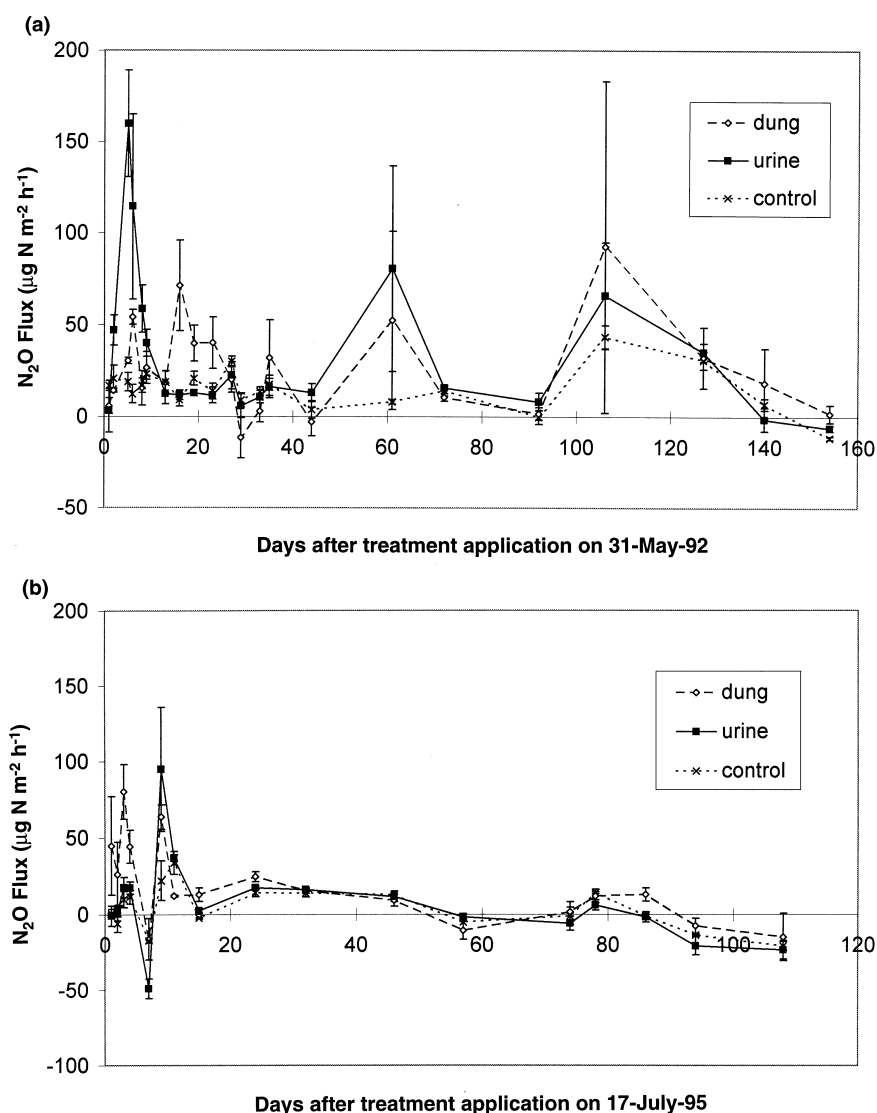 (a)
200
150
100
50
0
-50
0 20 40 60 80 100 120 140 160
N2O Flux (µg N m-2 h-1)
dung
urine
control
Days after treatment application on 31-May-92
(b)
200
150
100
50
0
-50
-100
0 20 40 60 80 100 120
N2O Flux (µg N m-2 h-1)
dung
urine
control
Days after treatment application on 17-July-95